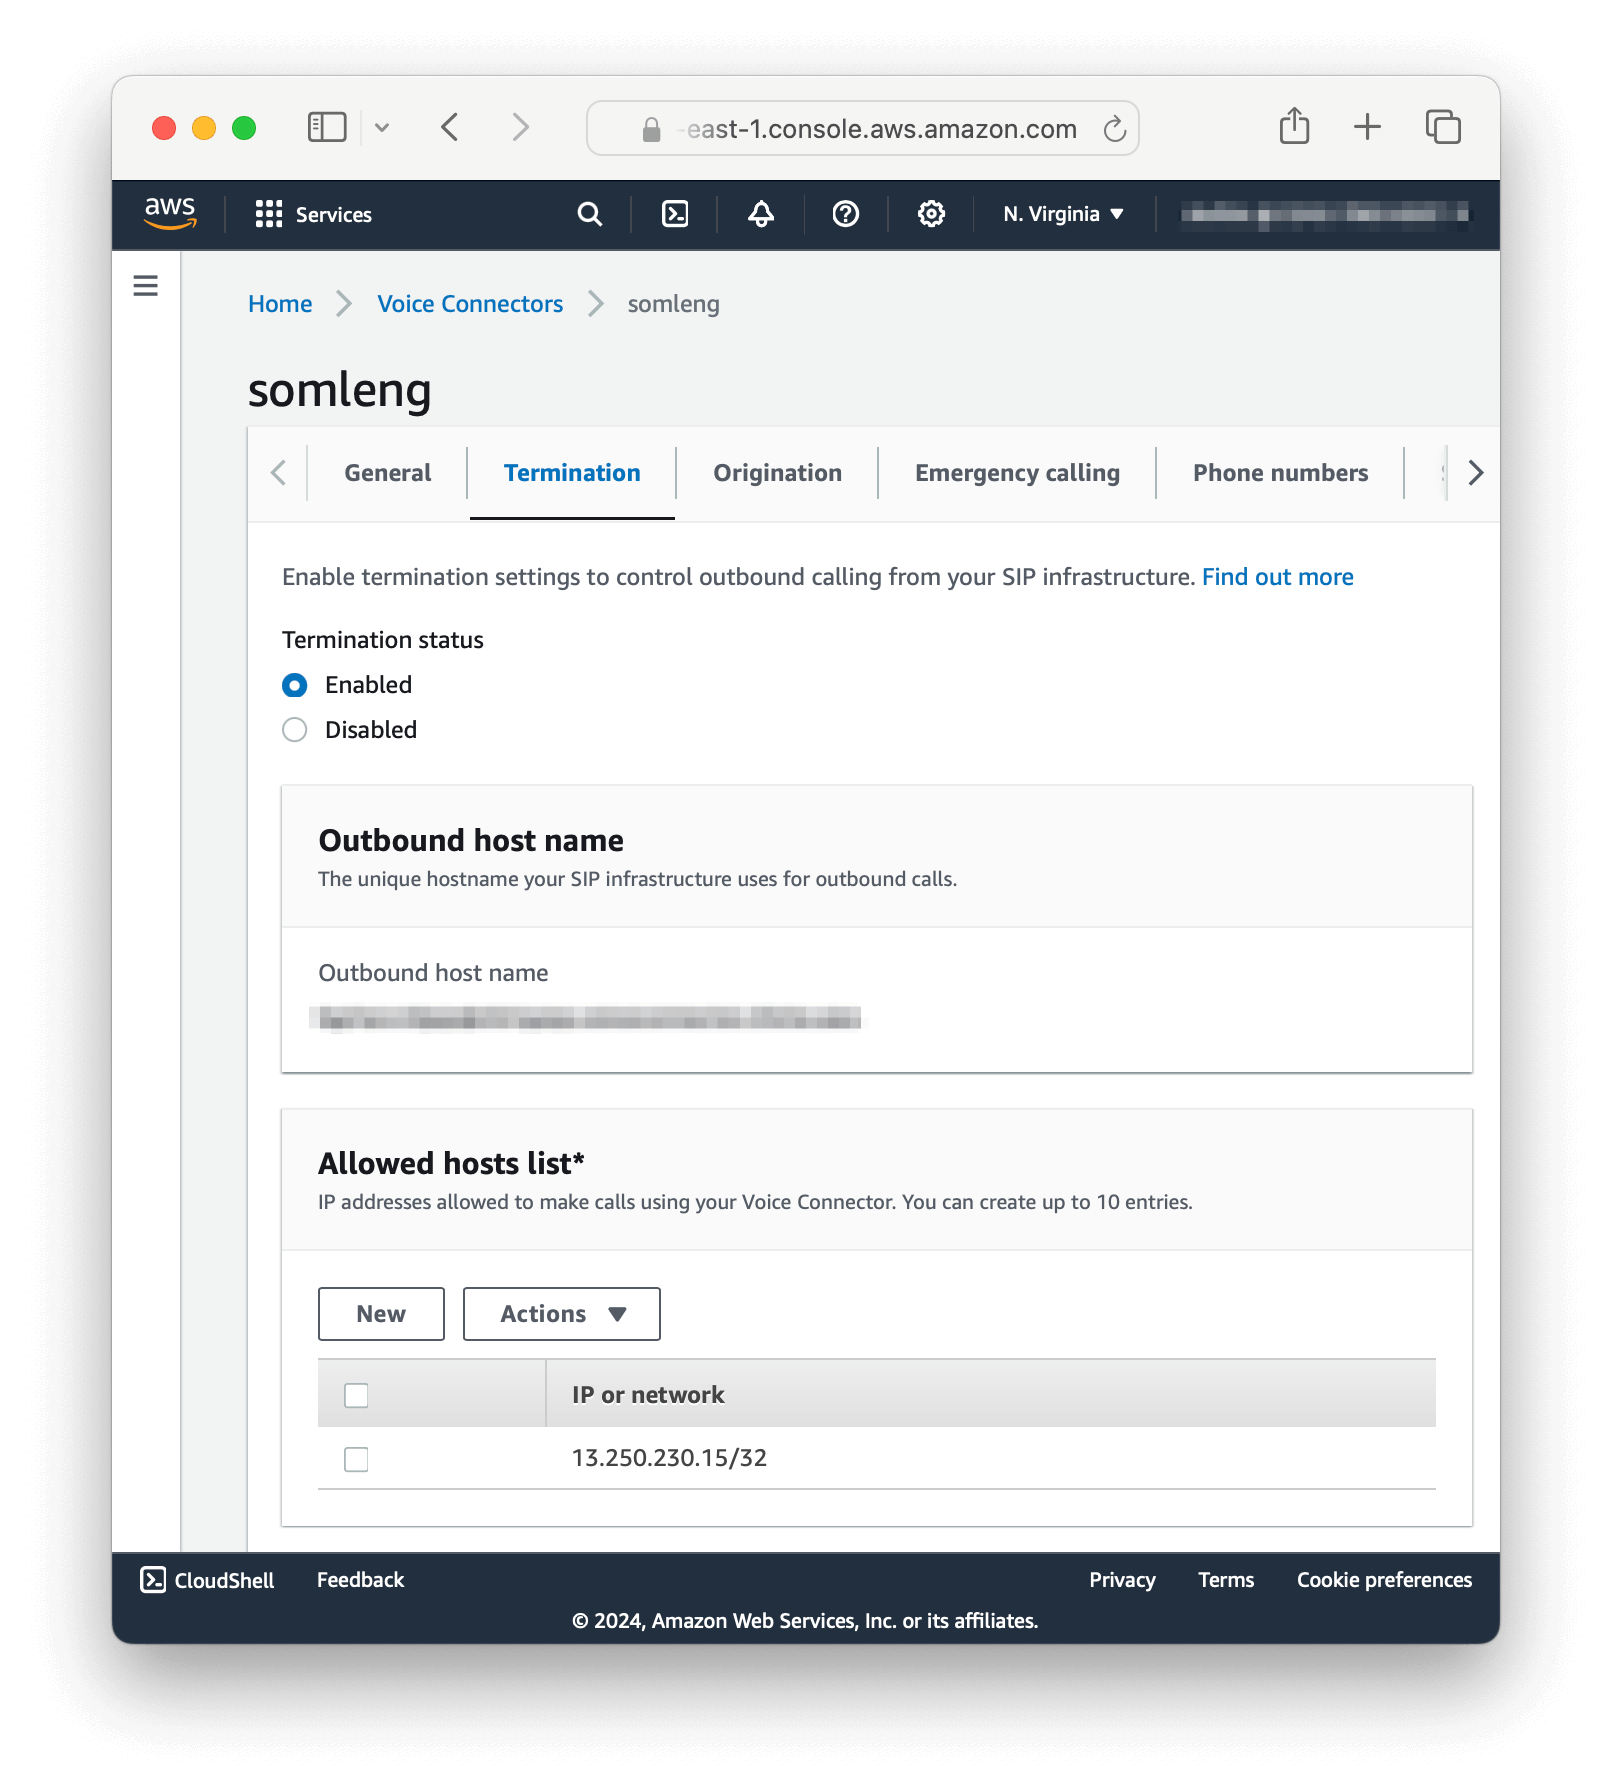 -east-1.console.aws.amazon.com
aws Services N. Virginia
Home Voice Connectors somleng
somleng
General Termination Origination Emergency calling Phone numbers
Enable termination settings to control outbound calling from your SIP infrastructure. Find out more
Termination status
Enabled
Disabled
Outbound host name
The unique hostname your SIP infrastructure uses for outbound calls.
Outbound host name
Allowed hosts list*
IP addresses allowed to make calls using your Voice Connector. You can create up to 10 entries.
New Actions
IP or network
13.250.230.15/32
CloudShell Feedback Privacy Terms Cookie preferences
© 2024, Amazon Web Services, Inc. or its affiliates.